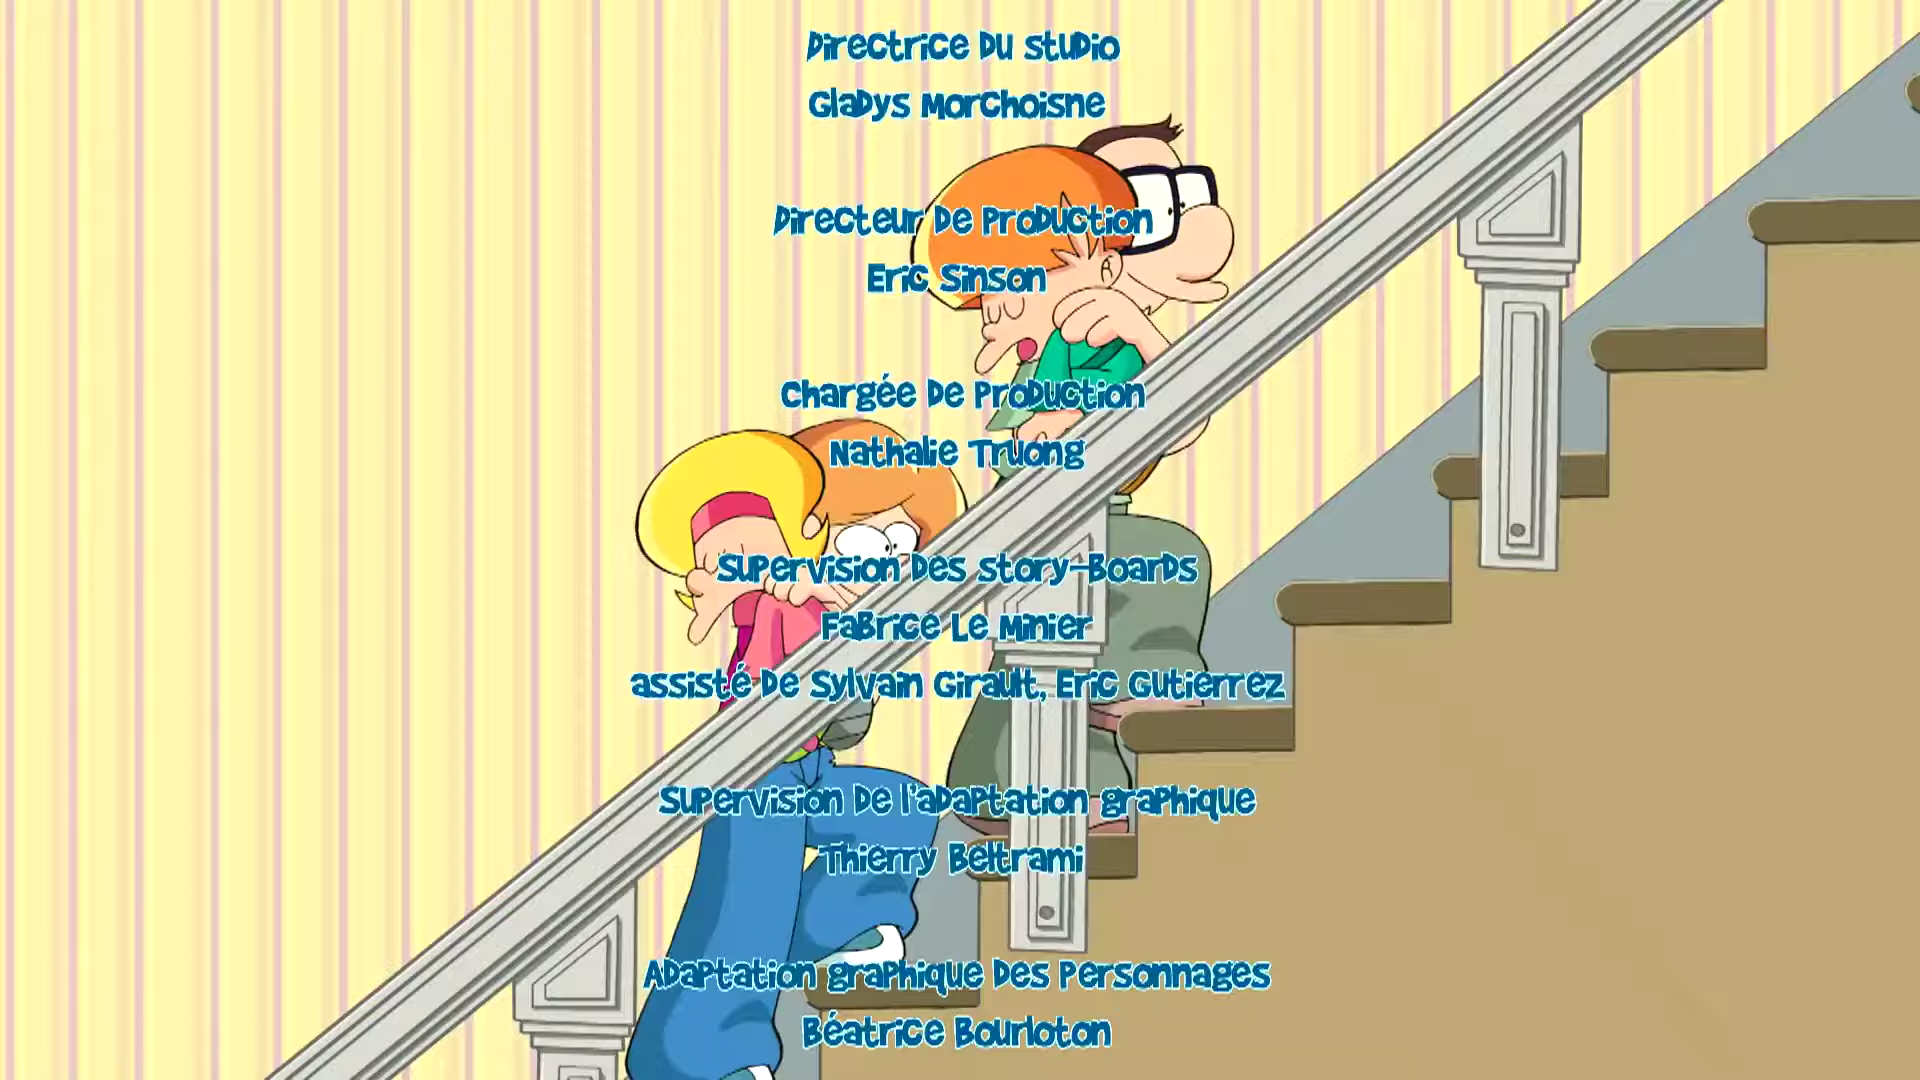 Directrice du studio
Gladys Morchoisne
Directeur de production
Eric Sinson
Chargée de production
Nathalie Truong
Supervision des story-boards
Fabrice Le Minier
assisté de Sylvain Girault, Eric Gutierrez
Supervision de l'adaptation graphique
Thierry Beltrami
Adaptation graphique des personnages
Béatrice Bourloton